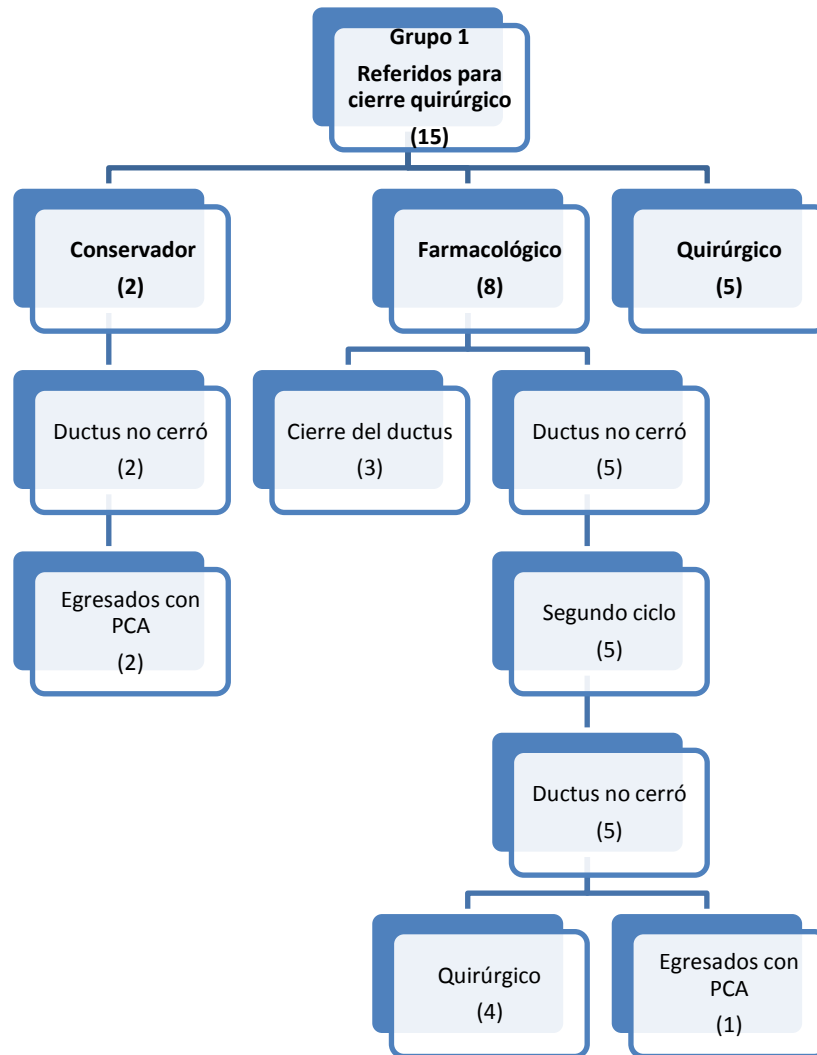 Grupo 1
Referidos para
cierre quirúrgico
(15)
Conservador
(2)
Farmacológico
(8)
Quirúrgico
(5)
Ductus no cerró
(2)
Cierre del ductus
(3)
Ductus no cerró
(5)
Egresados con
PCA
(2)
Segundo ciclo
(5)
Ductus no cerró
(5)
Quirúrgico
(4)
Egresados con
PCA
(1)